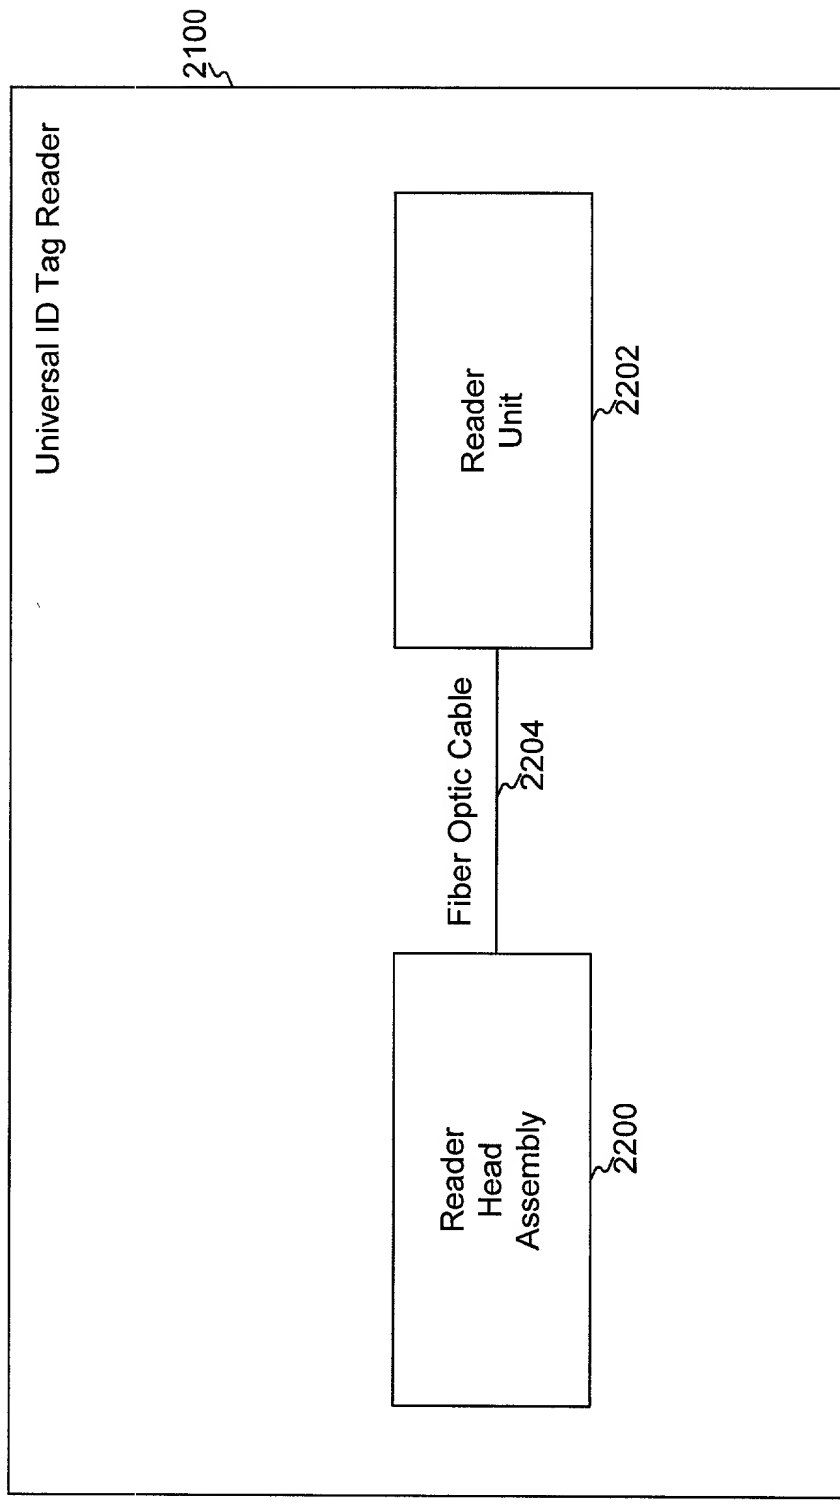 2100
Universal ID Tag Reader
Reader
Head
Assembly
2200
Fiber Optic Cable
2204
Reader
Unit
2202